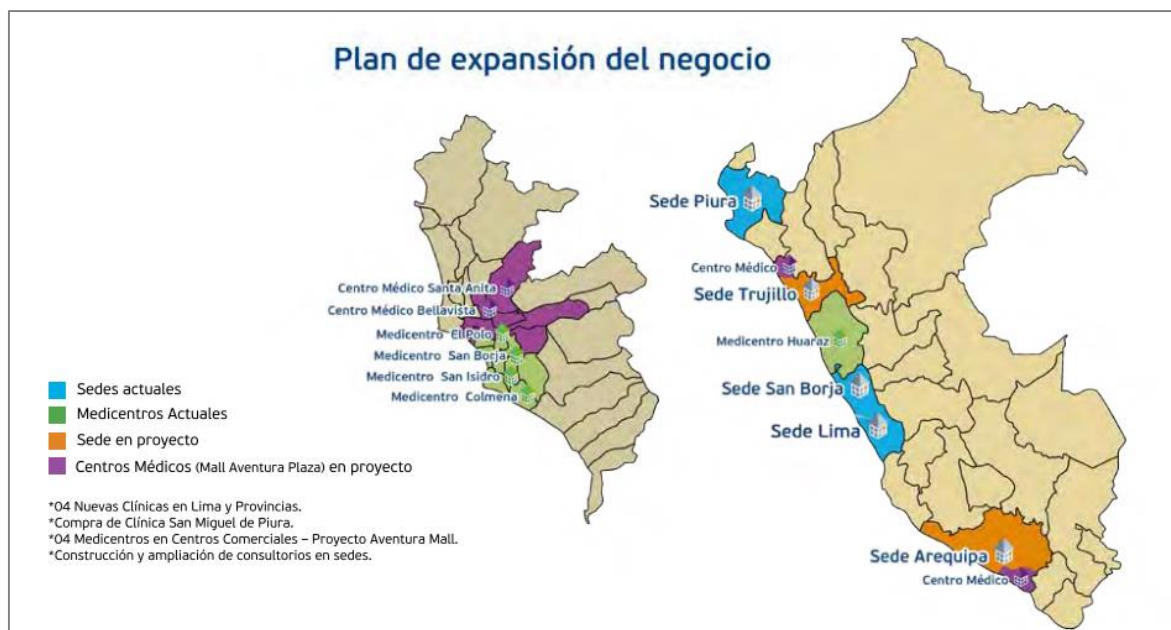 Plan de expansión del negocio
Centro Médico Santa Anita
Centro Médico Bellavista
Medicentro El Polo
Medicentro San Borja
Medicentro San Isidro
Medicentro Colmena
Sede Piura
Centro Médico
Sede Trujillo
Medicentro Huaraz
Sede San Borja
Sede Lima
Sede Arequipa
Centro Médico
Sedes actuales
Medicentros Actuales
Sede en proyecto
Centros Médicos (Mall Aventura Plaza) en proyecto
*04 Nuevas Clínicas en Lima y Provincias.
*Compra de Clínica San Miguel de Piura.
*04 Medicentros en Centros Comerciales – Proyecto Aventura Mall.
*Construcción y ampliación de consultorios en sedes.